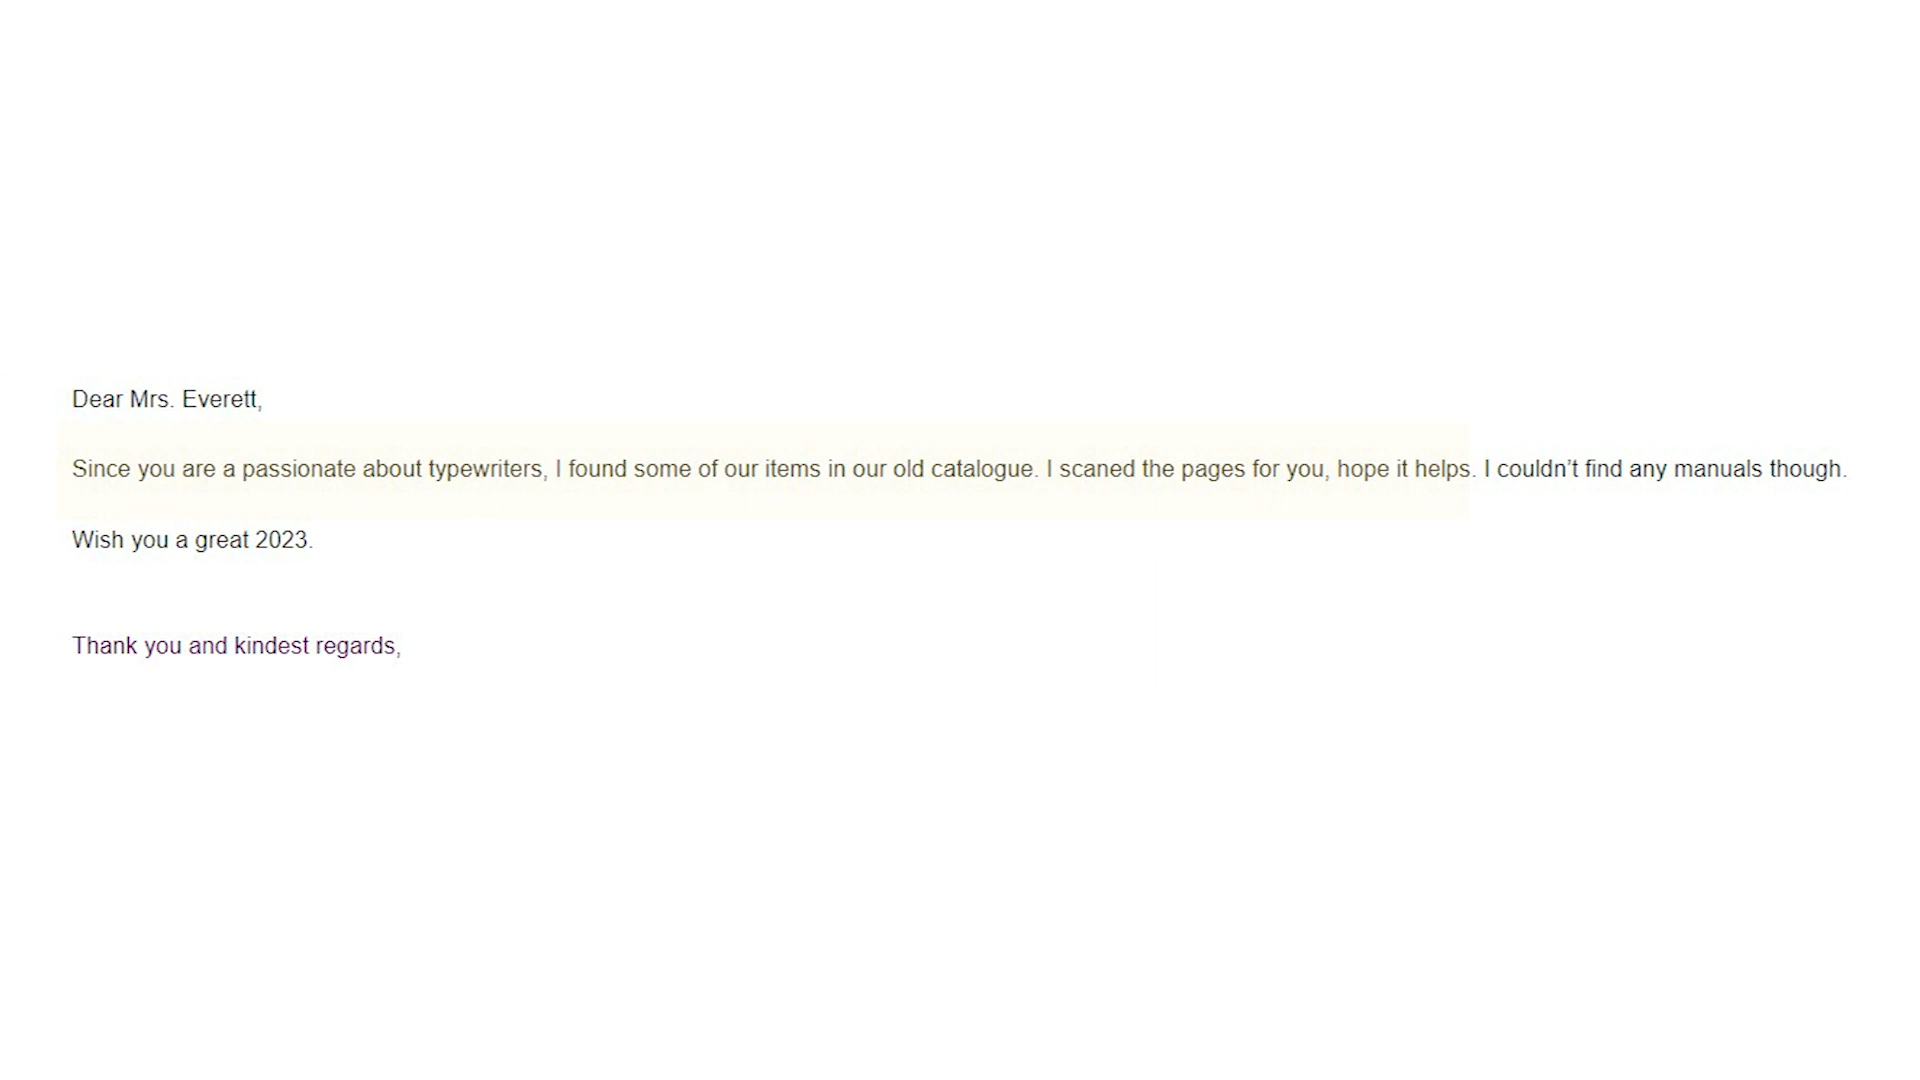 Dear Mrs. Everett,
Since you are a passionate about typewriters, I found some of our items in our old catalogue. I scaned the pages for you, hope it helps. I couldn’t find any manuals though.
Wish you a great 2023.
Thank you and kindest regards,